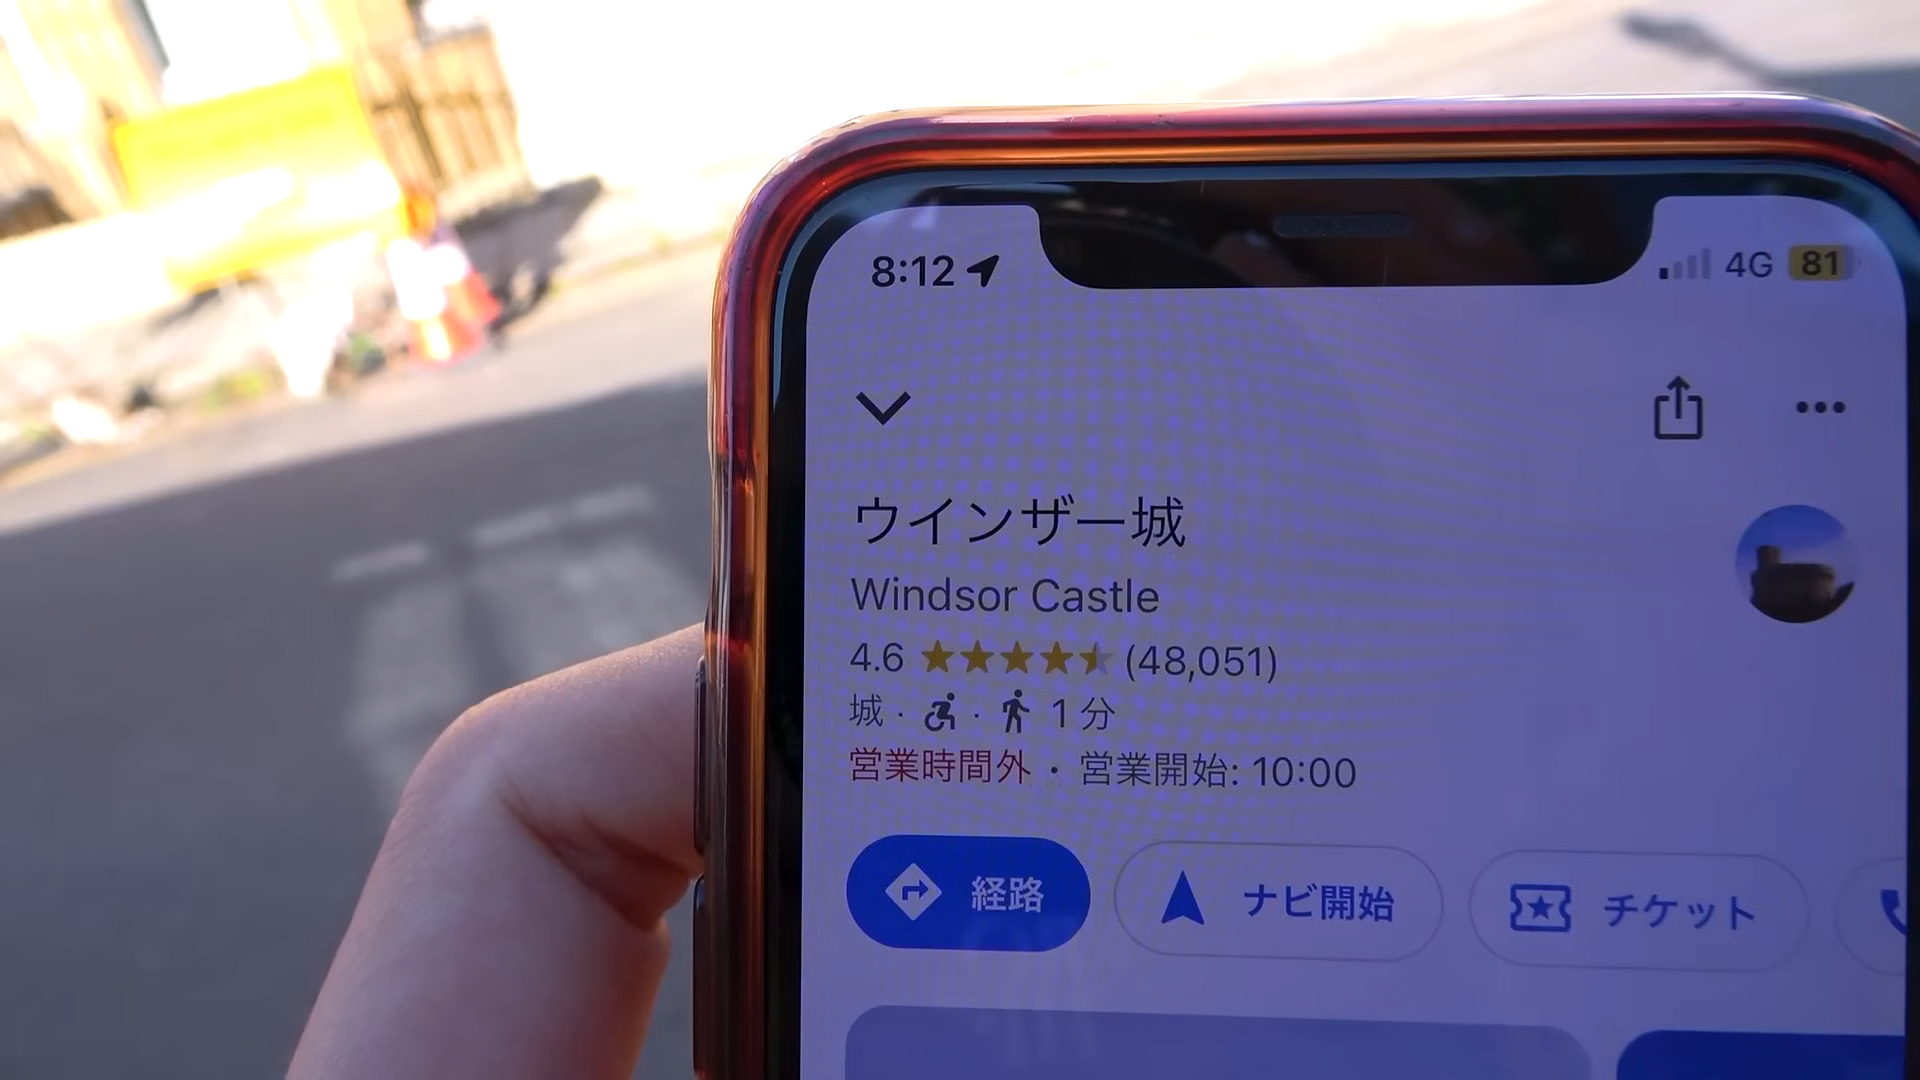 8:12 4G 81
ウインザー城
Windsor Castle
4.6 (48,051)
城 · · 1 分
営業時間外 · 営業開始: 10:00
経路 ナビ開始 チケット